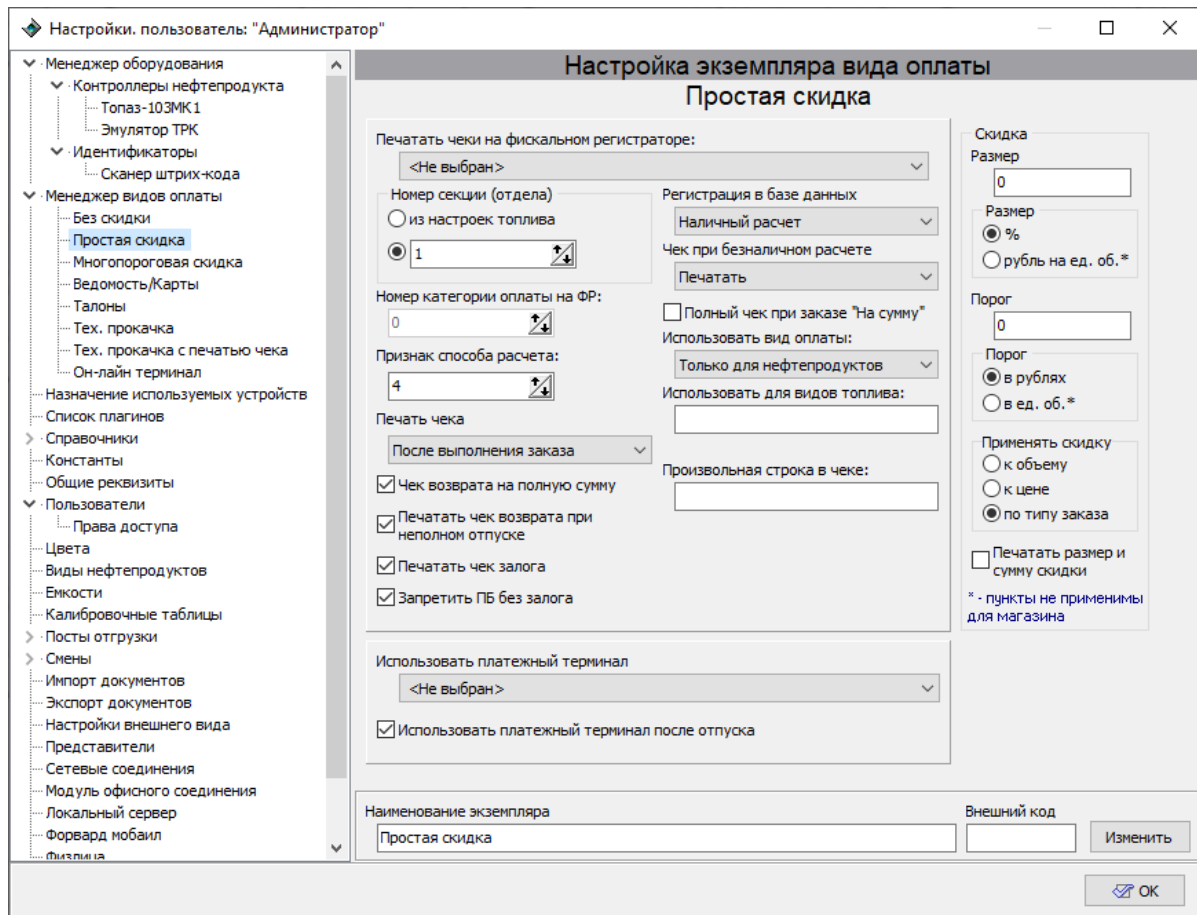 Настройки. пользователь: "Администратор"
Менеджер оборудования
Контроллеры нефтепродукта
Топаз-103МК1
Эмулятор ТРК
Идентификаторы
Сканер штрих-кода
Менеджер видов оплаты
Без скидки
Простая скидка
Многопороговая скидка
Ведомость/Карты
Талоны
Тех. прокачка
Тех. прокачка с печатью чека
Он-лайн терминал
Назначение используемых устройств
Список плагинов
Справочники
Константы
Общие реквизиты
Пользователи
Права доступа
Цвета
Виды нефтепродуктов
Емкости
Калибровочные таблицы
Посты отгрузки
Смены
Импорт документов
Экспорт документов
Настройки внешнего вида
Представители
Сетевые соединения
Модуль офисного соединения
Локальный сервер
Форвард мобаил
Физлица
Настройка экземпляра вида оплаты
Простая скидка
Печатать чеки на фискальном регистраторе:
<Не выбран>
Номер секции (отдела)
из настроек топлива
1
Номер категории оплаты на ФР:
0
Признак способа расчета:
4
Печать чека
После выполнения заказа
Чек возврата на полную сумму
Печатать чек возврата при
неполном отпуске
Печатать чек залога
Запретить ПБ без залога
Регистрация в базе данных
Наличный расчет
Чек при безналичном расчете
Печатать
Полный чек при заказе "На сумму"
Использовать вид оплаты:
Только для нефтепродуктов
Использовать для видов топлива:
Произвольная строка в чеке:
Скидка
Размер
0
Размер
%
рубль на ед. об.*
Порог
0
Порог
в рублях
в ед. об.*
Применять скидку
к объему
к цене
по типу заказа
Печатать размер и
сумму скидки
* - пункты не применимы
для магазина
Использовать платежный терминал
<Не выбран>
Использовать платежный терминал после отпуска
Наименование экземпляра
Простая скидка
Внешний код
Изменить
OK